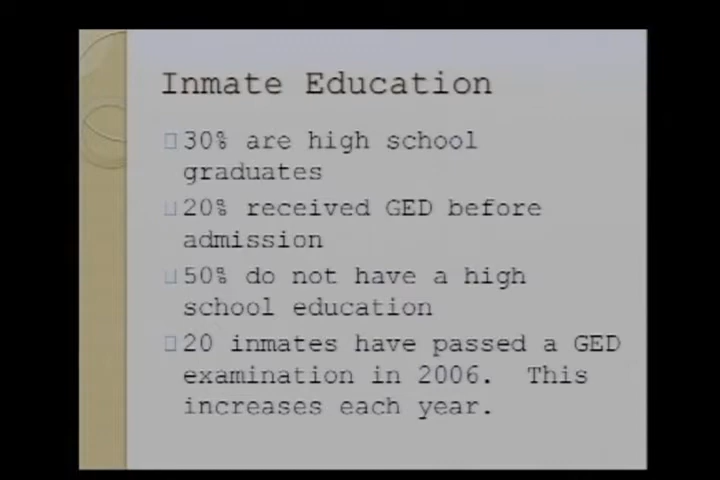 Inmate Education
30% are high school
graduates
20% received GED before
admission
50% do not have a high
school education
20 inmates have passed a GED
examination in 2006. This
increases each year.